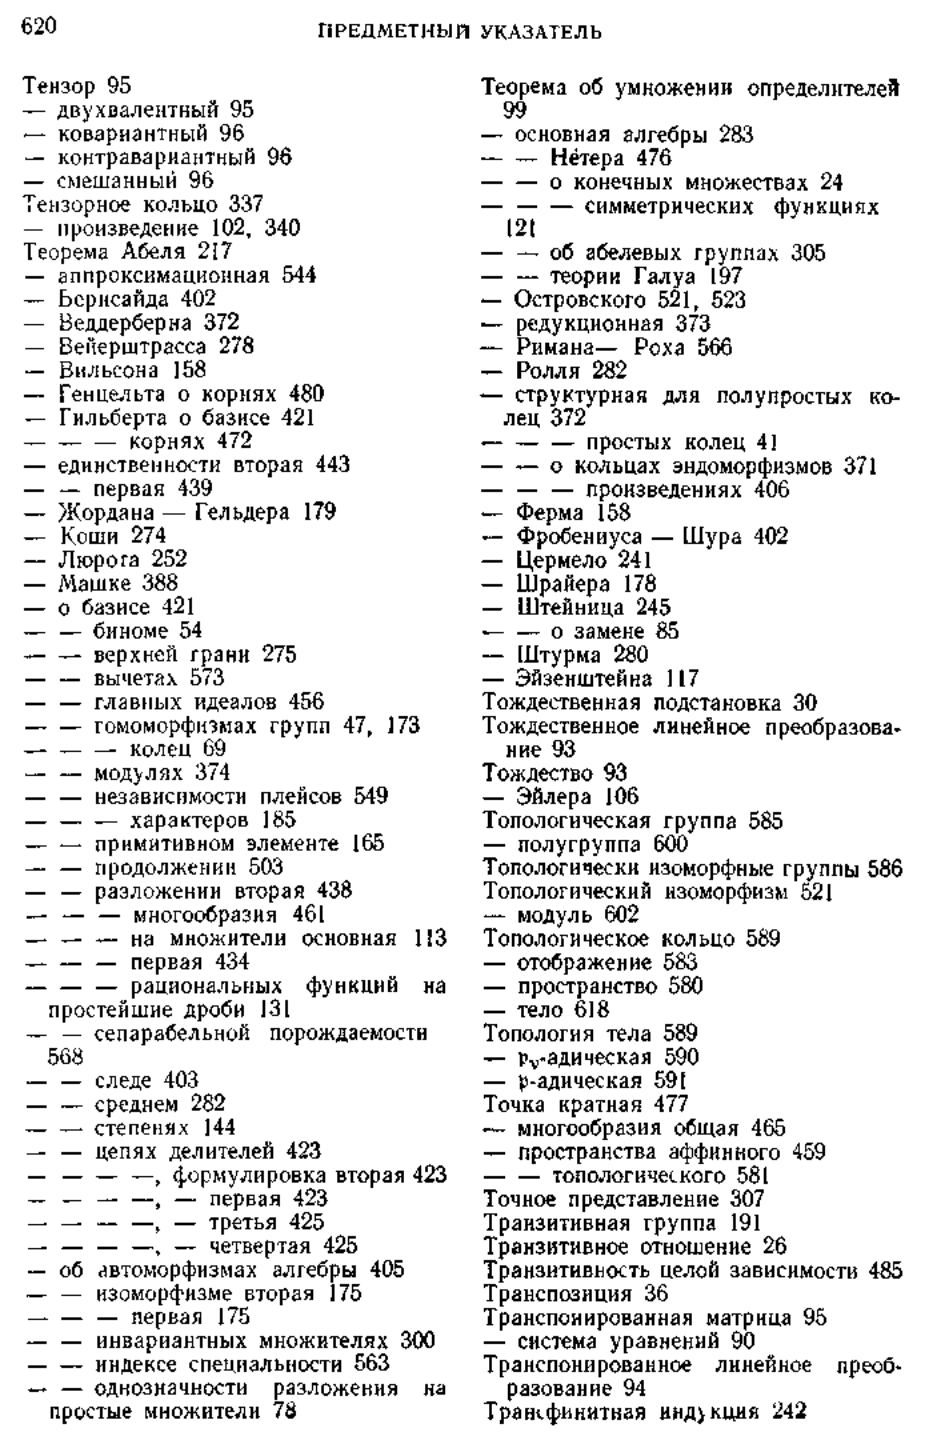 620
ПРЕДМЕТНЫЙ УКАЗАТЕЛЬ
Тензор 95
— двухвалентный 95
— ковариантный 96
— контравариантный 96
— смешанный 96
Тензорное кольцо 337
— произведение 102, 340
Теорема Абеля 217
— аппроксимационная 544
— Бернсайда 402
— Веддерберна 372
— Вейерштрасса 278
— Вильсона 158
— Генцельта о корнях 480
— Гильберта о базисе 421
— — — корнях 472
— единственности вторая 443
— — первая 439
— Жордана — Гельдера 179
— Коши 274
— Люрота 252
— Машке 388
— о базисе 421
— — биноме 54
— — верхней грани 275
— — вычетах 573
— — главных идеалов 456
— — гомоморфизмах групп 47, 173
— — — колец 69
— — модулях 374
— — независимости плейсов 549
— — — характеров 185
— — примитивном элементе 165
— — продолжении 503
— — разложении вторая 438
— — — многообразия 461
— — — на множители основная 113
— — — первая 434
— — — рациональных функций на
простейшие дроби 131
— — сепарабельной порождаемости
568
— — следе 403
— — среднем 282
— — степенях 144
— — цепях делителей 423
— — — —, формулировка вторая 423
— — — —, — первая 423
— — — —, — третья 425
— — — —, — четвертая 425
— об автоморфизмах алгебры 405
— — изоморфизме вторая 175
— — — первая 175
— — инвариантных множителях 300
— — индексе специальности 563
— — однозначности разложения на
простые множители 78
Теорема об умножении определителей
99
— основная алгебры 283
— — Нётера 476
— — о конечных множествах 24
— — — симметрических функциях
121
— — об абелевых группах 305
— — теории Галуа 197
— Островского 521, 523
— редукционная 373
— Римана— Роха 566
— Ролля 282
— структурная для полупростых ко-
лец 372
— — — простых колец 41
— — о кольцах эндоморфизмов 371
— — — произведениях 406
— Ферма 158
— Фробениуса — Шура 402
— Цермело 241
— Шрайера 178
— Штейница 245
— — о замене 85
— Штурма 280
— Эйзенштейна 117
Тождественная подстановка 30
Тождественное линейное преобразова-
ние 93
Тождество 93
— Эйлера 106
Топологическая группа 585
— полугруппа 600
Топологически изоморфные группы 586
Топологический изоморфизм 521
— модуль 602
Топологическое кольцо 589
— отображение 583
— пространство 580
— тело 618
Топология тела 589
— pᵥ-адическая 590
— p-адическая 591
Точка кратная 477
— многообразия общая 465
— пространства аффинного 459
— — топологического 581
Точное представление 307
Транзитивная группа 191
Транзитивное отношение 26
Транзитивность целой зависимости 485
Транспозиция 36
Транспонированная матрица 95
— система уравнений 90
Транспонированное линейное преоб-
разование 94
Трансфинитная индукция 242